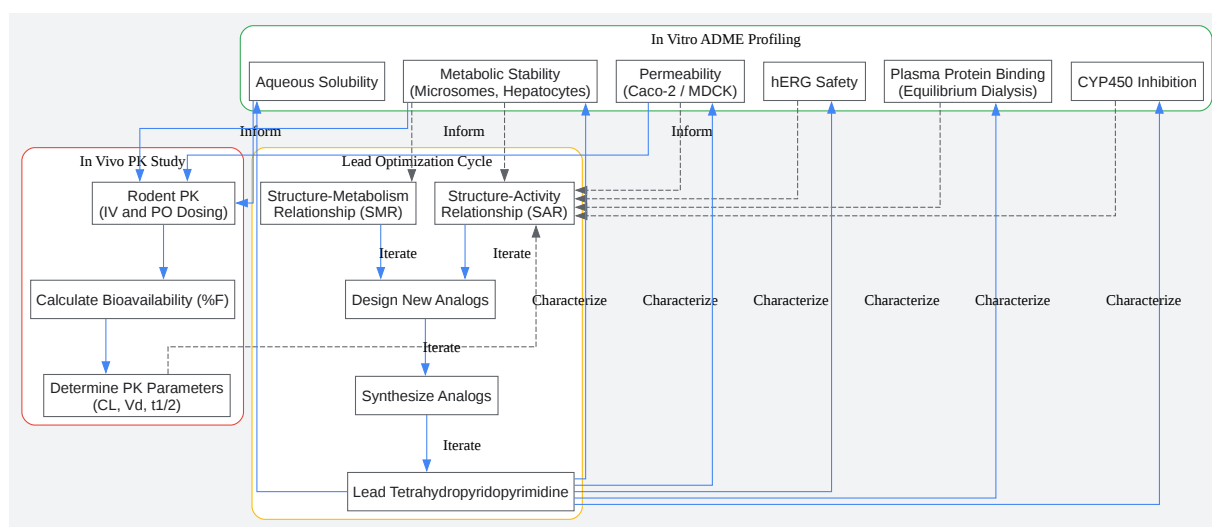 In Vitro ADME Profiling
Aqueous Solubility
Metabolic Stability
(Microsomes, Hepatocytes)
Permeability
(Caco-2 / MDCK)
hERG Safety
Plasma Protein Binding
(Equilibrium Dialysis)
CYP450 Inhibition
Inform
Inform
Inform
In Vivo PK Study
Lead Optimization Cycle
Rodent PK
(IV and PO Dosing)
Structure-Metabolism
Relationship (SMR)
Structure-Activity
Relationship (SAR)
Iterate
Iterate
Calculate Bioavailability (%F)
Design New Analogs
Characterize
Characterize
Characterize
Characterize
Characterize
Characterize
Iterate
Determine PK Parameters
(CL, Vd, t1/2)
Synthesize Analogs
Iterate
Lead Tetrahydropyridopyrimidine